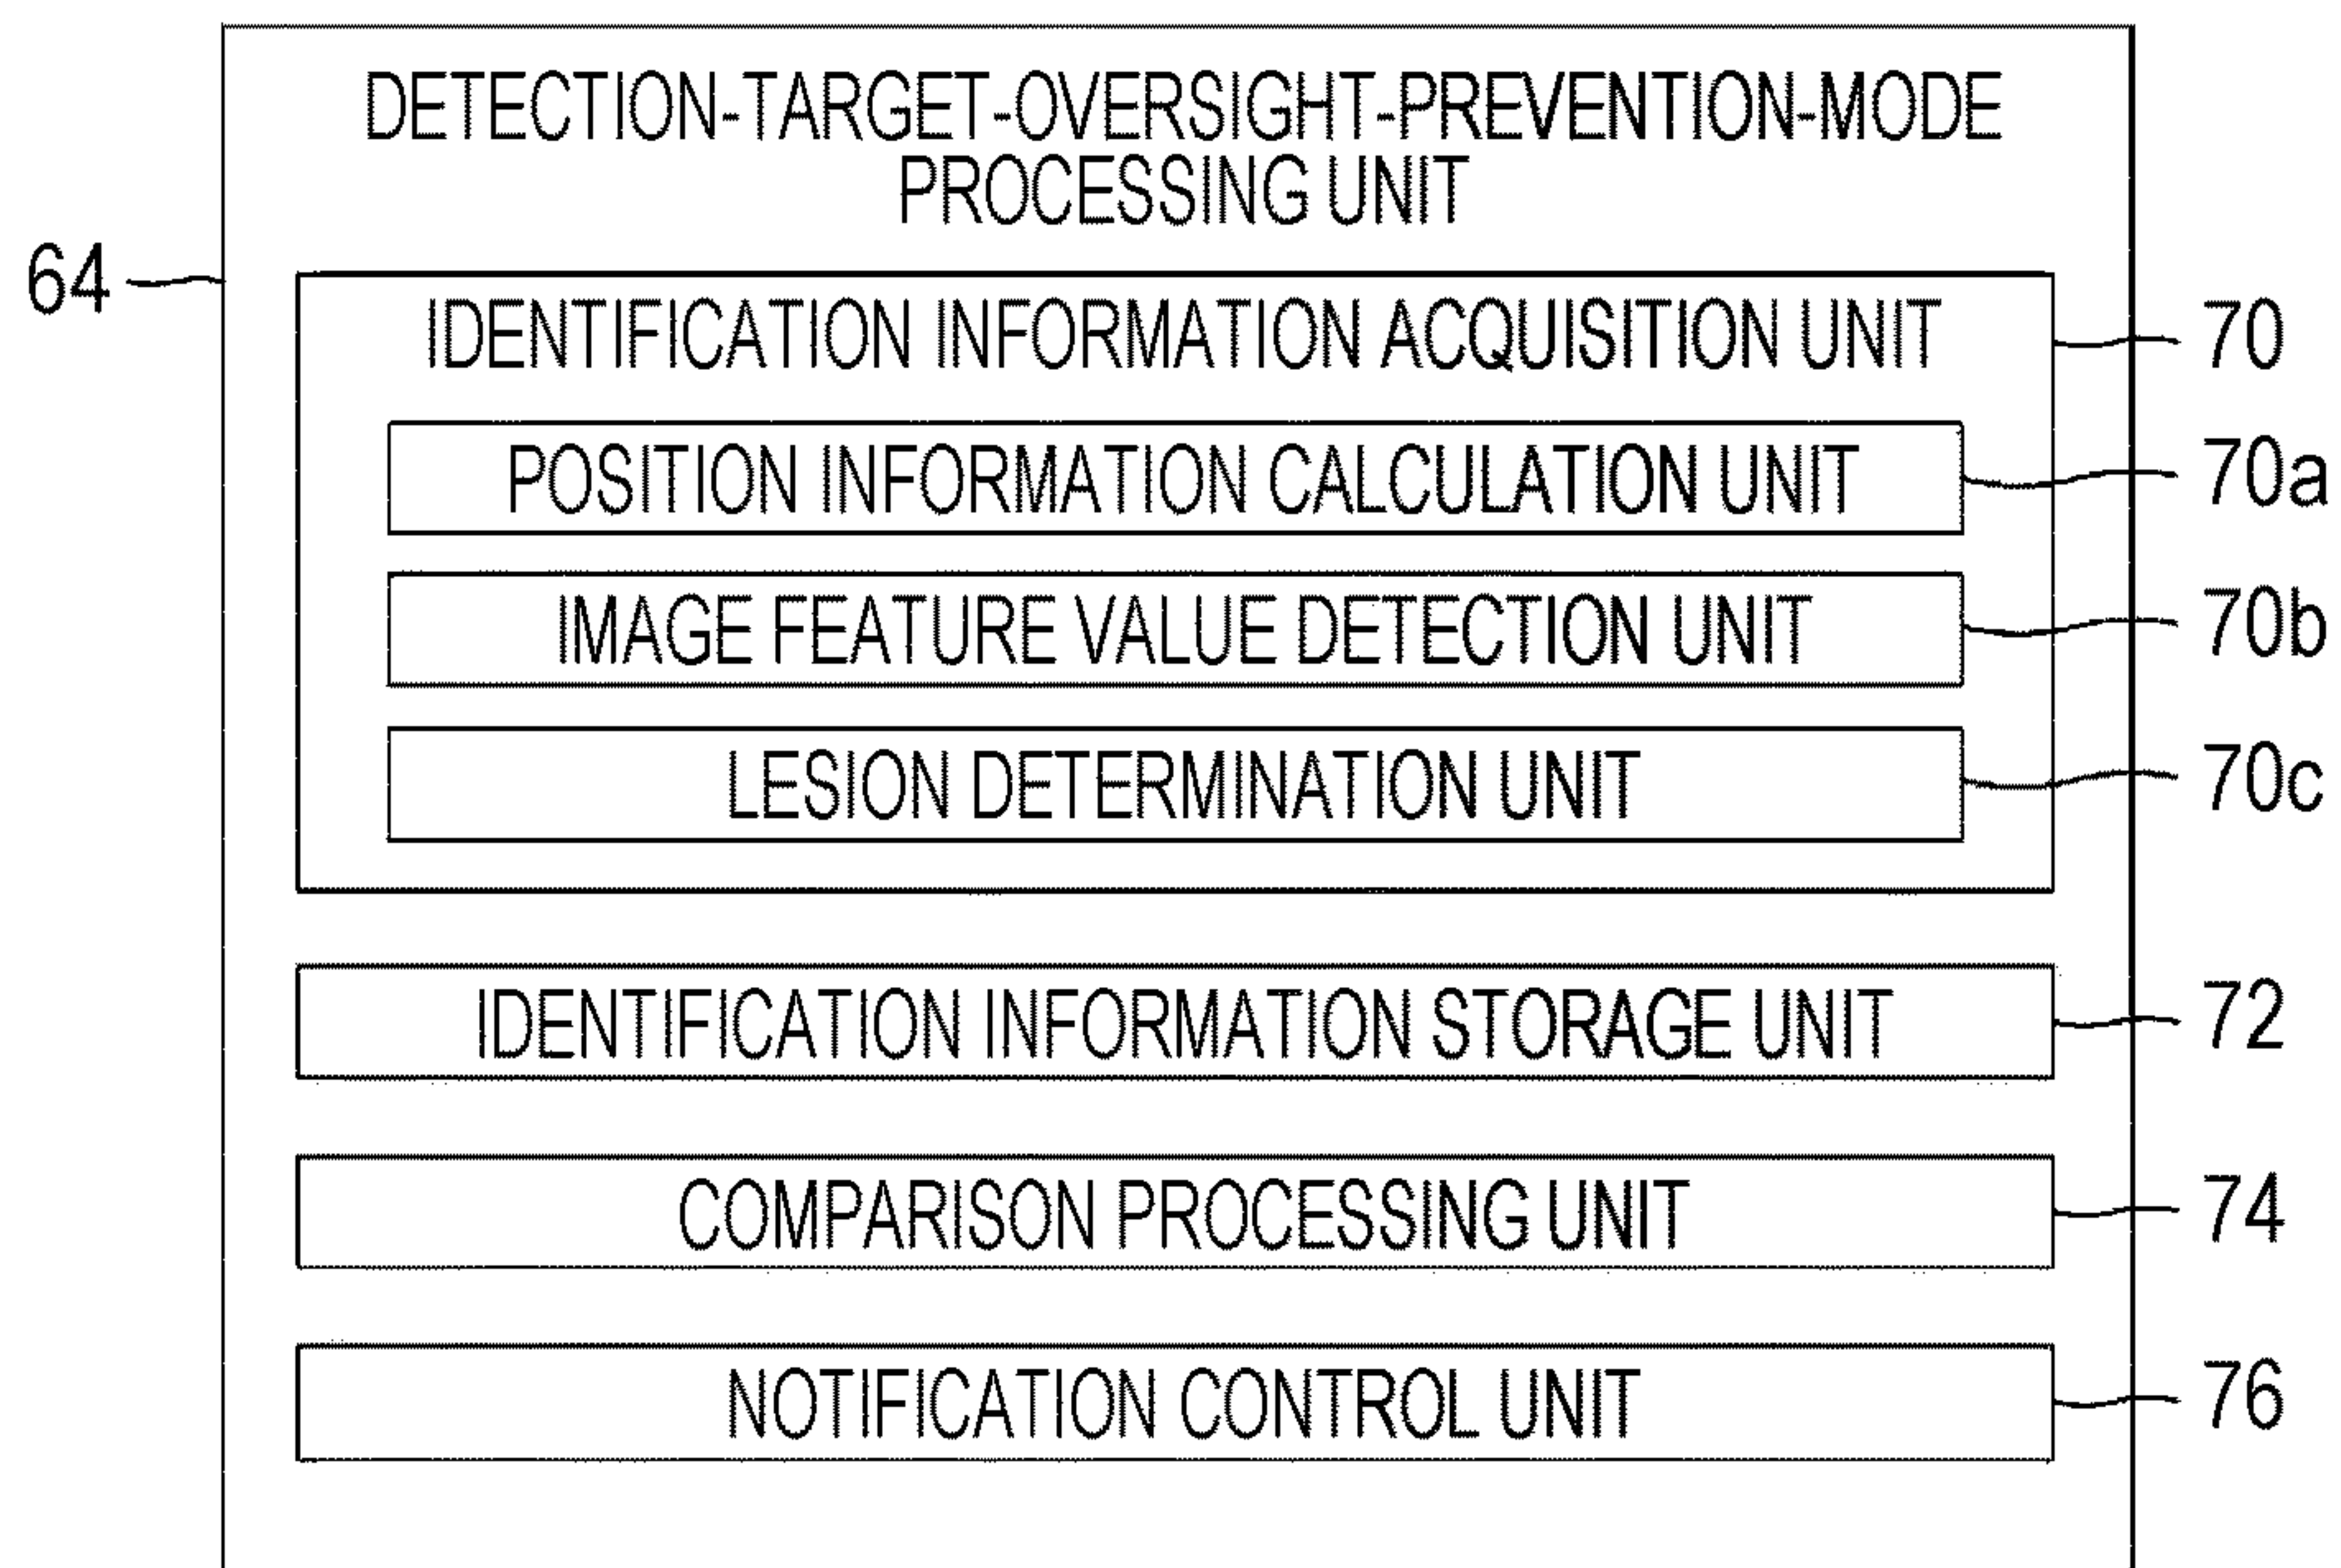 DETECTION-TARGET-OVERSIGHT-PREVENTION-MODE
PROCESSING UNIT
64
IDENTIFICATION INFORMATION ACQUISITION UNIT
70
POSITION INFORMATION CALCULATION UNIT
70a
IMAGE FEATURE VALUE DETECTION UNIT
70b
LESION DETERMINATION UNIT
70c
IDENTIFICATION INFORMATION STORAGE UNIT
72
COMPARISON PROCESSING UNIT
74
NOTIFICATION CONTROL UNIT
76